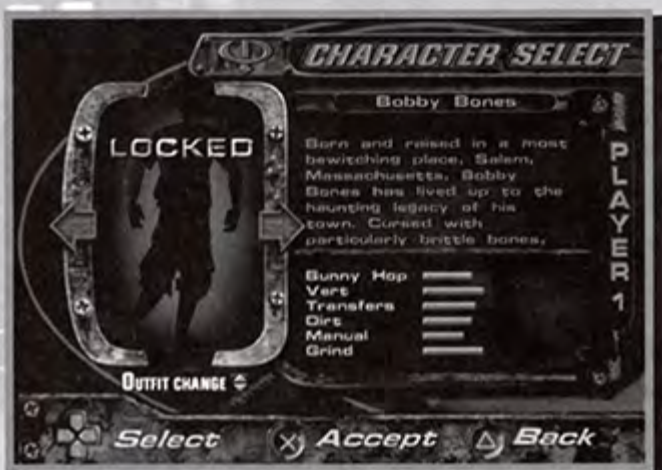 CHARACTER SELECT
LOCKED
OUTFIT CHANGE
Bobby Bones
Born and raised in a most
bewitching place, Salem,
Massachusetts, Bobby
Bones has lived up to the
haunting legacy of his
town. Cursed with
particularly brittle bones,
Bunny Hop
Vert
Transfers
Dirt
Manual
Grind
PLAYER 1
Select
Accept
Back